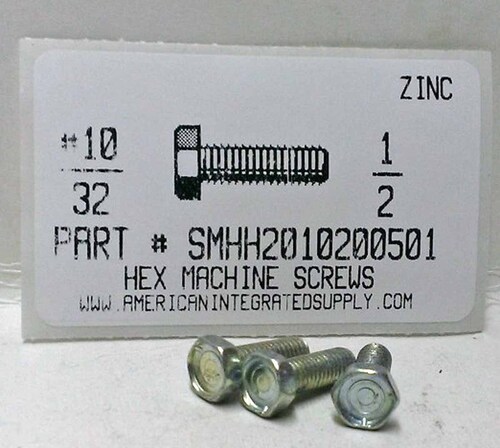 ZINC
#10
32
1
2
PART # SMHH2010200501
HEX MACHINE SCREWS
WWW.AMERICANINTEGRATEDSUPPLY.COM